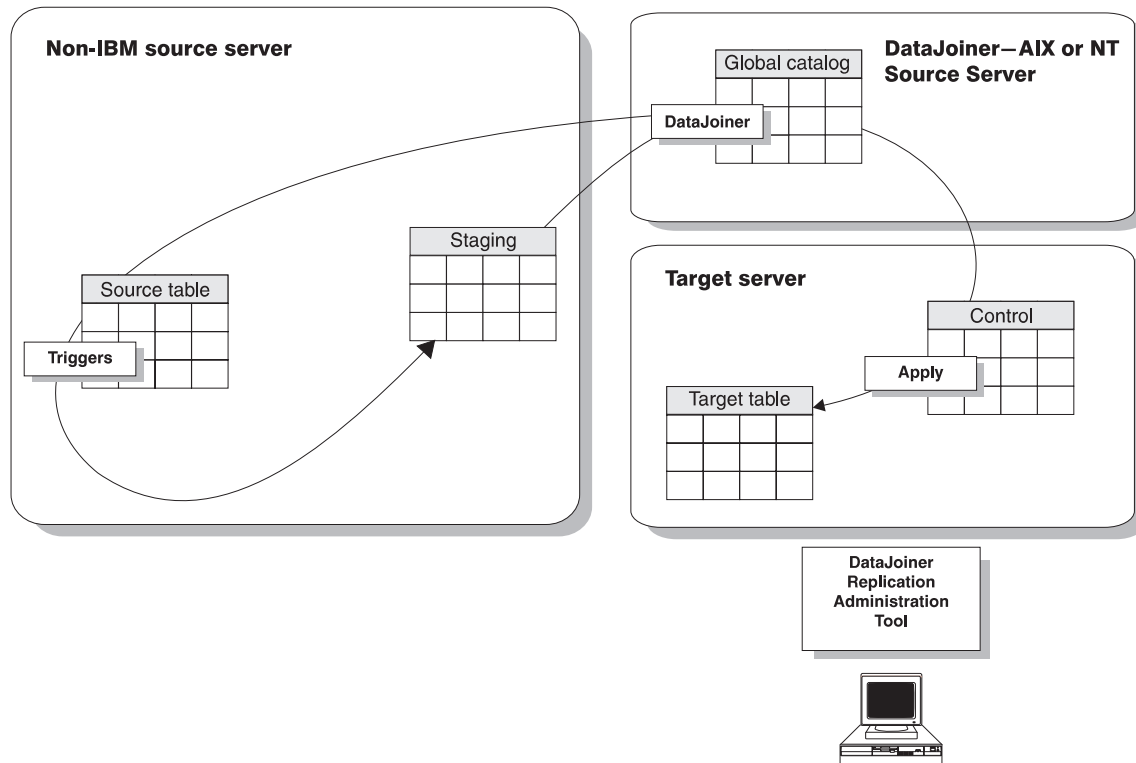 Non-IBM source server
DataJoiner–AIX or NT
Source Server
Global catalog
DataJoiner
Staging
Source table
Triggers
Target server
Control
Apply
Target table
DataJoiner
Replication
Administration
Tool